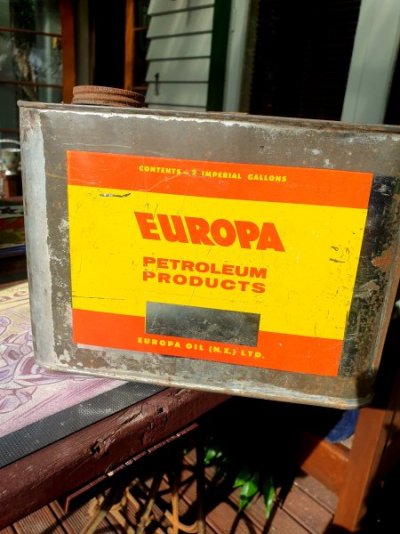 CONTENTS - 2 IMPERIAL GALLONS
EUROPA
PETROLEUM
PRODUCTS
EUROPA OIL (N.Z.) LTD.